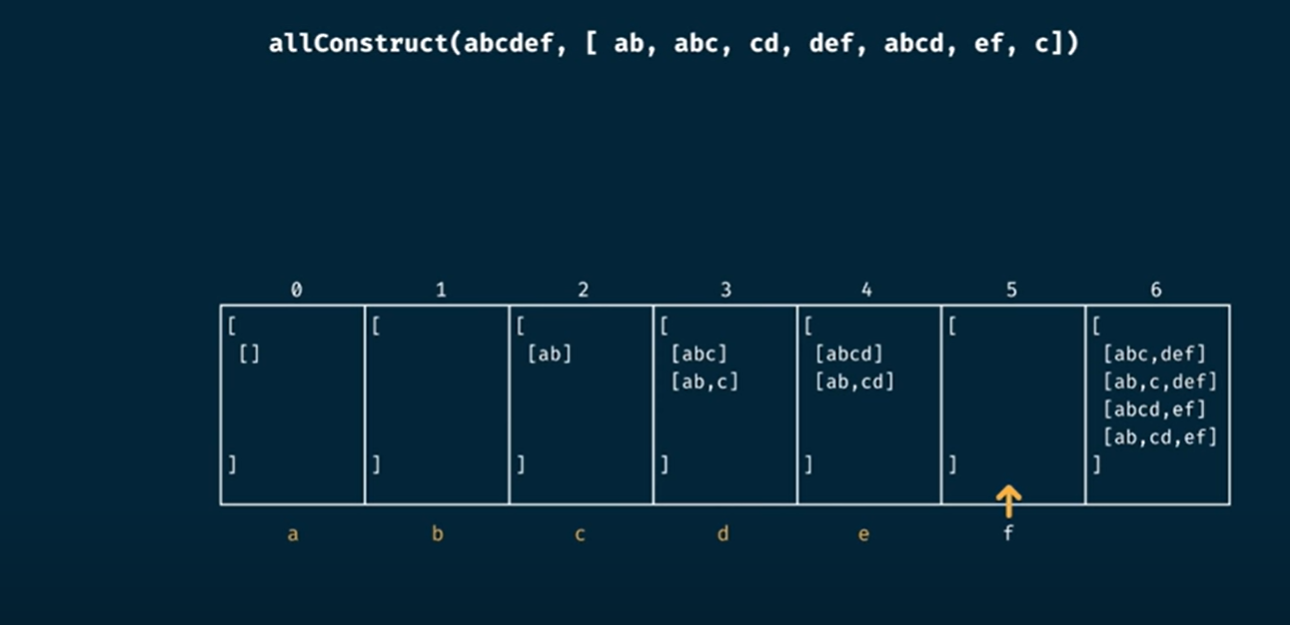 allConstruct(abcdef, [ ab, abc, cd, def, abcd, ef, c])
0 1 2 3 4 5 6
[ [ [ [ [ [ [
[] [ab] [abc] [abcd] [abc,def]
[ab,c] [ab,cd] [ab,c,def]
[abcd,ef]
[ab,cd,ef]
] ] ] ] ] ] ]
a b c d e f